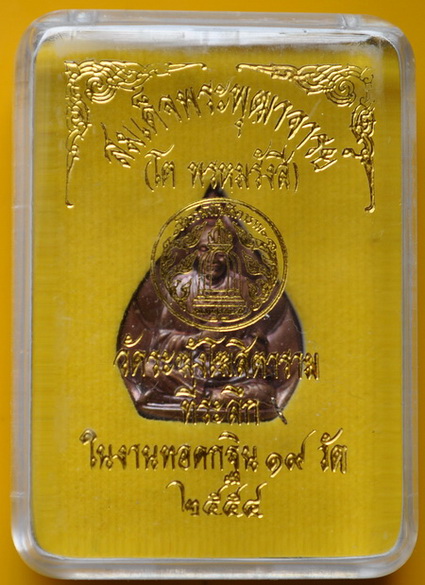 สมเด็จพระพุฒาจารย์
(โต พรหมรังสี)
วัดระฆังโฆสิตาราม
ที่ระลึก
ในงานทอดกฐิน ๑๙ วัด
๒๕๕๔